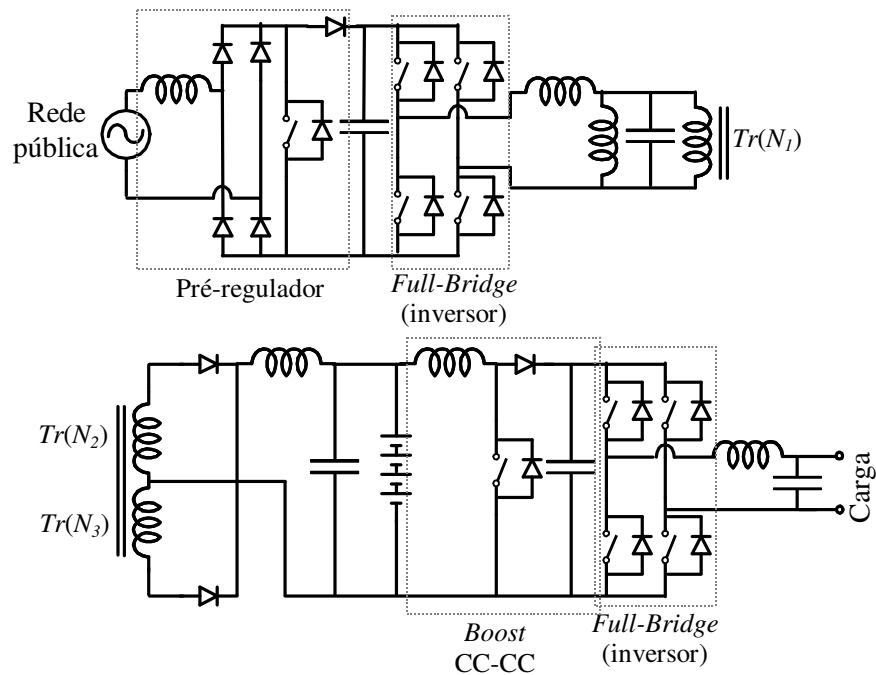 Rede
pública
Tr(N₁)
Pré-regulador
Full-Bridge
(inversor)
Tr(N₂)
Tr(N₃)
Carga
Boost
CC-CC
Full-Bridge
(inversor)